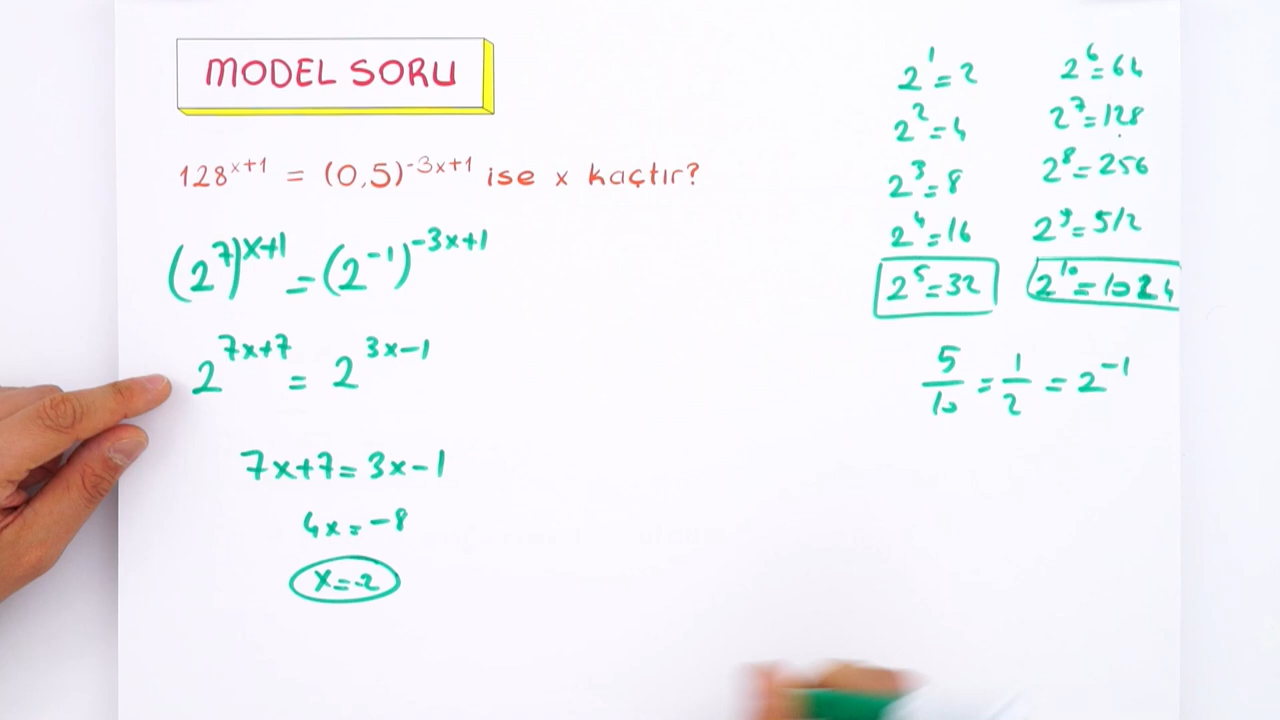 MODEL SORU
128^x+1 = (0,5)^-3x+1 ise x kaçtır?
(2^7)^x+1 = (2^-1)^-3x+1
2^7x+7 = 2^3x-1
7x+7=3x-1
4x=-8
x=-2
2^1=2
2^2=4
2^3=8
2^4=16
2^5=32
2^6=64
2^7=128
2^8=256
2^9=512
2^10=1024
5/10 = 1/2 = 2^-1